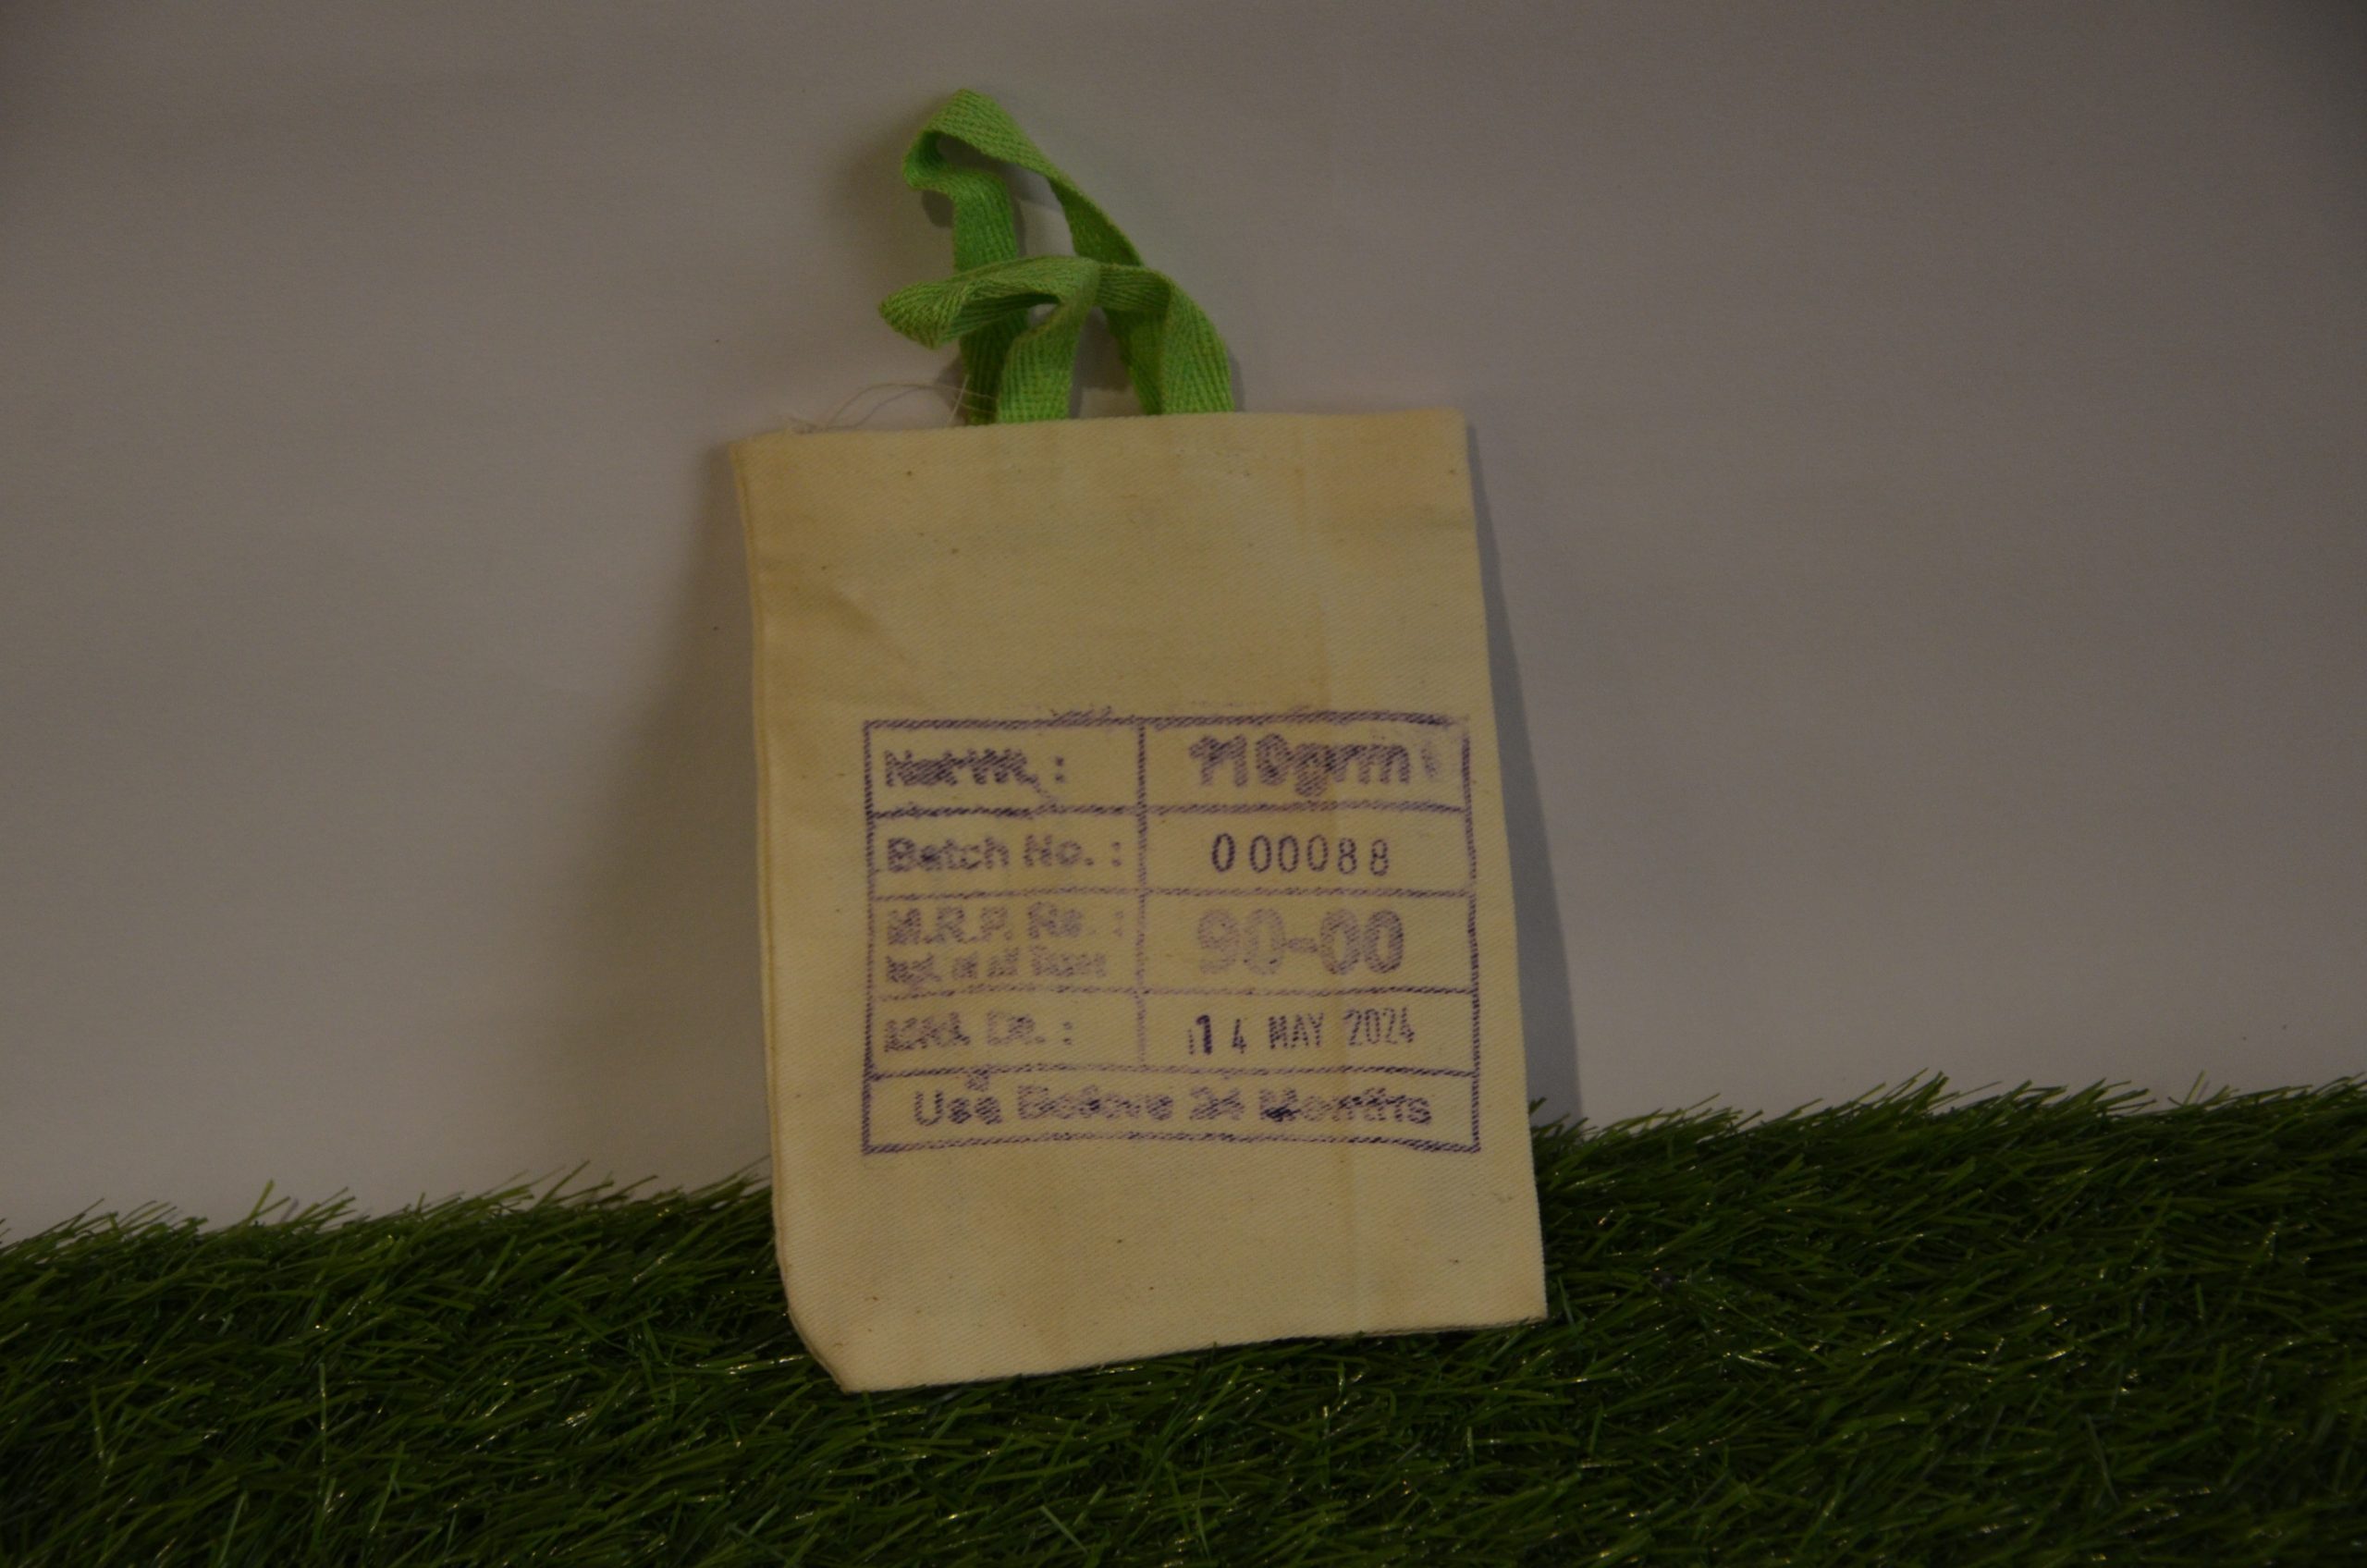 Net Wt. : 110grm
Batch No. : 000088
M.R.P. Rs. : 90-00
Incl. of all Taxes
Mfd. Dt. : 14 MAY 2024
Use Before 24 Months